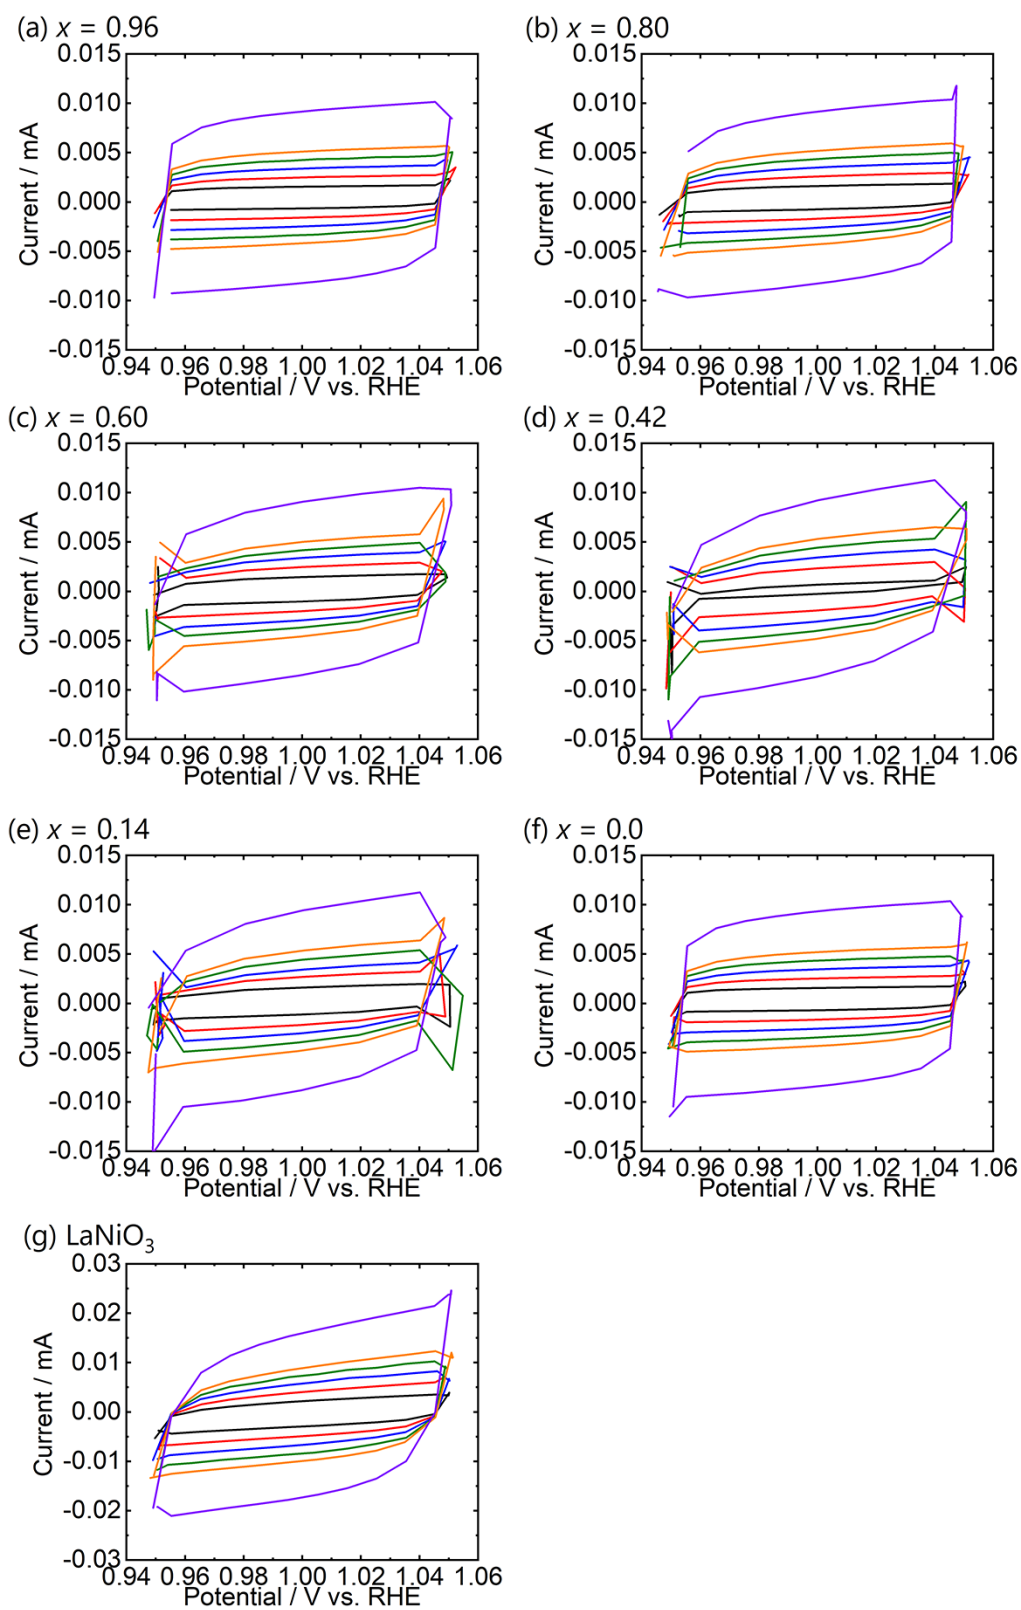 (a) x = 0.96
0.015
0.010
0.005
0.000
-0.005
-0.010
-0.015
Current / mA
0.94 0.96 0.98 1.00 1.02 1.04 1.06
Potential / V vs. RHE
(b) x = 0.80
0.015
0.010
0.005
0.000
-0.005
-0.010
-0.015
Current / mA
0.94 0.96 0.98 1.00 1.02 1.04 1.06
Potential / V vs. RHE
(c) x = 0.60
0.015
0.010
0.005
0.000
-0.005
-0.010
-0.015
Current / mA
0.94 0.96 0.98 1.00 1.02 1.04 1.06
Potential / V vs. RHE
(d) x = 0.42
0.015
0.010
0.005
0.000
-0.005
-0.010
-0.015
Current / mA
0.94 0.96 0.98 1.00 1.02 1.04 1.06
Potential / V vs. RHE
(e) x = 0.14
0.015
0.010
0.005
0.000
-0.005
-0.010
-0.015
Current / mA
0.94 0.96 0.98 1.00 1.02 1.04 1.06
Potential / V vs. RHE
(f) x = 0.0
0.015
0.010
0.005
0.000
-0.005
-0.010
-0.015
Current / mA
0.94 0.96 0.98 1.00 1.02 1.04 1.06
Potential / V vs. RHE
(g) LaNiO₃
0.03
0.02
0.01
0.00
-0.01
-0.02
-0.03
Current / mA
0.94 0.96 0.98 1.00 1.02 1.04 1.06
Potential / V vs. RHE